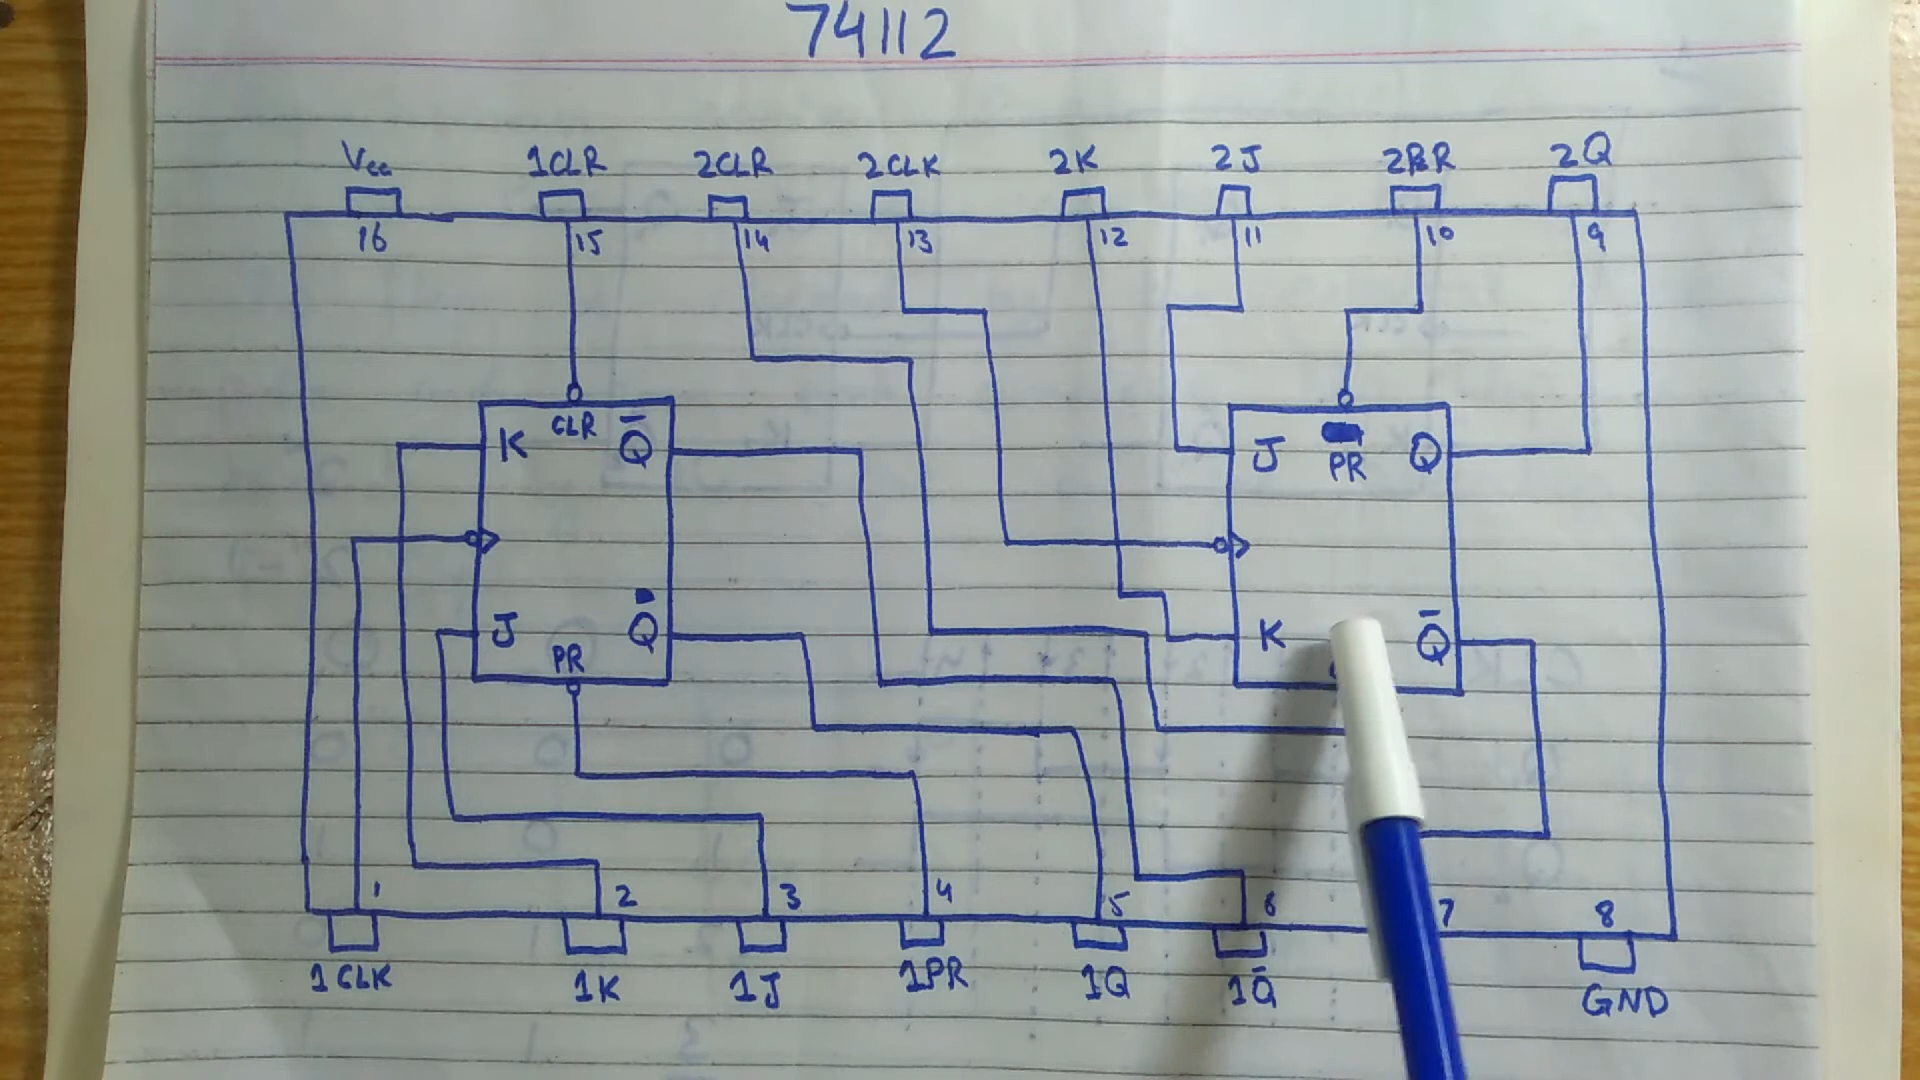 74112
Vcc 1CLR 2CLR 2CLK 2K 2J 2PR 2Q
16 15 14 13 12 11 10 9
K CLR Q̅ J PR Q
J PR Q K Q̅
1 2 3 4 5 6 7 8
1CLK 1K 1J 1PR 1Q 1Q̅ GND